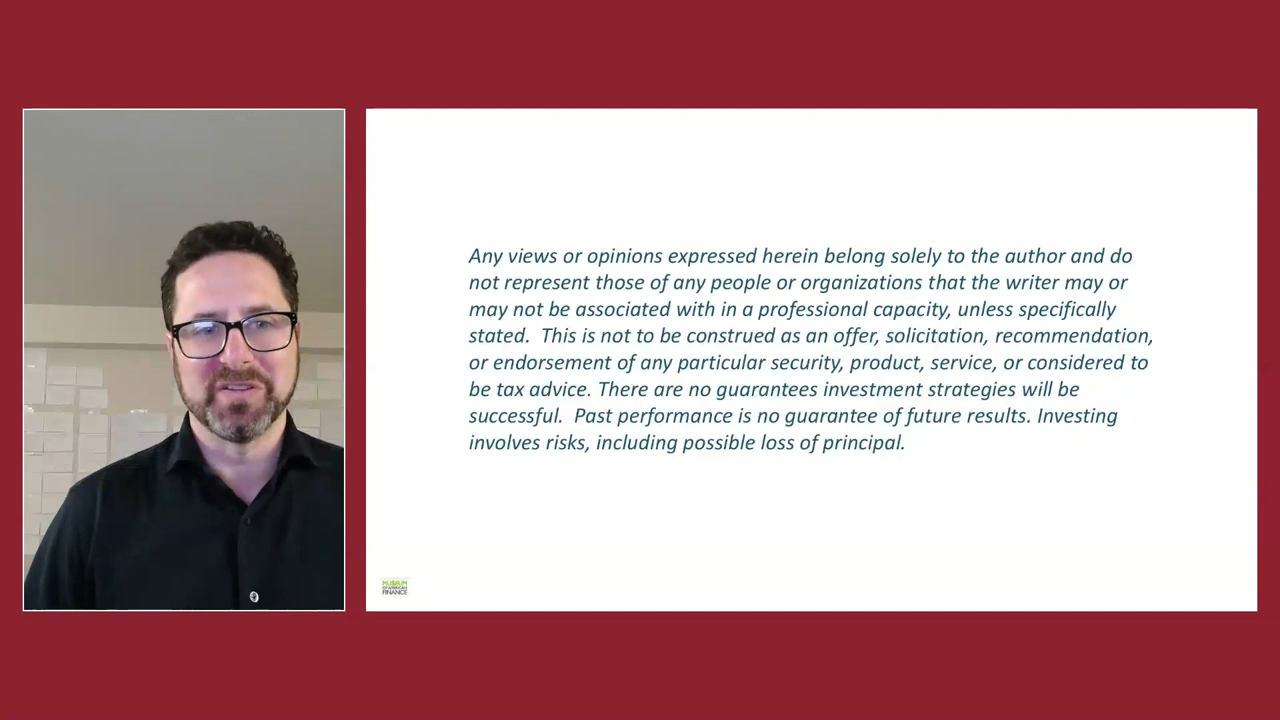 Any views or opinions expressed herein belong solely to the author and do
not represent those of any people or organizations that the writer may or
may not be associated with in a professional capacity, unless specifically
stated.  This is not to be construed as an offer, solicitation, recommendation,
or endorsement of any particular security, product, service, or considered to
be tax advice. There are no guarantees investment strategies will be
successful.  Past performance is no guarantee of future results. Investing
involves risks, including possible loss of principal.
MUSEUM
OF AMERICAN
FINANCE